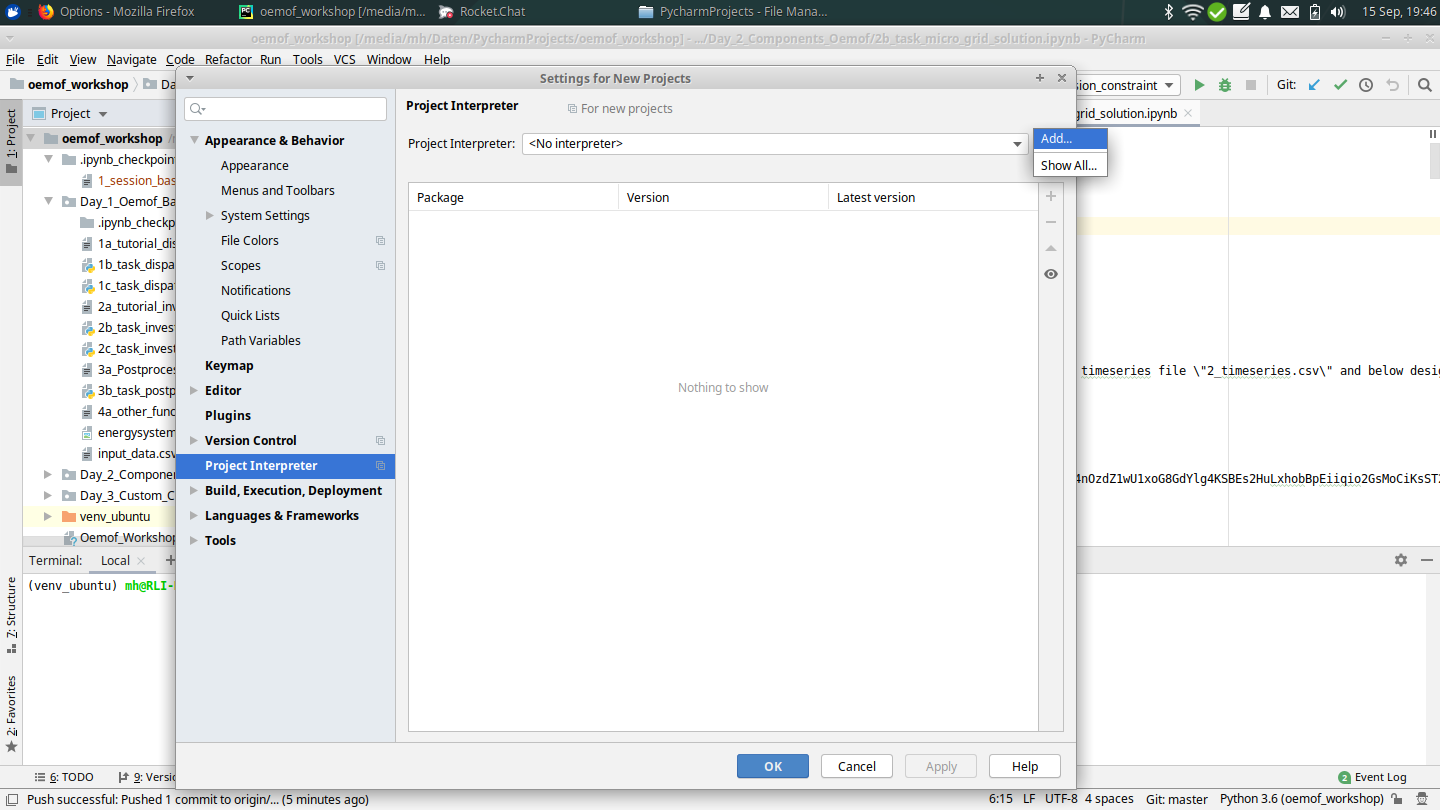 Options - Mozilla Firefox
oemof_workshop [/media/m...
Rocket.Chat
PycharmProjects - File Mana...
15 Sep, 19:46
oemof_workshop [/media/mh/Daten/PycharmProjects/oemof_workshop] - .../Day_2_Components_Oemof/2b_task_micro_grid_solution.ipynb - PyCharm
File Edit View Navigate Code Refactor Run Tools VCS Window Help
oemof_workshop
Da
Settings for New Projects
sion_constraint
Git:
1: Project
Project
grid_solution.ipynb
oemof_workshop
.ipynb_checkpoint
1_session_bas
Day_1_Oemof_Ba
.ipynb_checkp
1a_tutorial_dis
1b_task_dispa
1c_task_dispat
2a_tutorial_inv
2b_task_invest
2c_task_invest
3a_Postproces
3b_task_postp
4a_other_func
energysystem
input_data.csv
Day_2_Componen
Day_3_Custom_C
venv_ubuntu
Oemof_Workshop
Appearance & Behavior
Appearance
Menus and Toolbars
System Settings
File Colors
Scopes
Notifications
Quick Lists
Path Variables
Keymap
Editor
Plugins
Version Control
Project Interpreter
Build, Execution, Deployment
Languages & Frameworks
Tools
Project Interpreter
For new projects
Project Interpreter: <No interpreter>
Add...
Show All...
Package Version Latest version
Nothing to show
OK Cancel Apply Help
timeseries file \"2_timeseries.csv\" and below desig
4nOzdZ1wU1xoG8GdYlg4KSBEs2HuLxhobBpEiiqio2GsMoCiKsST2
Terminal: Local
(venv_ubuntu) mh@RLI-
7: Structure
2: Favorites
6: TODO
9: Versio
2 Event Log
Push successful: Pushed 1 commit to origin/... (5 minutes ago)
6:15 LF UTF-8 4 spaces Git: master Python 3.6 (oemof_workshop)